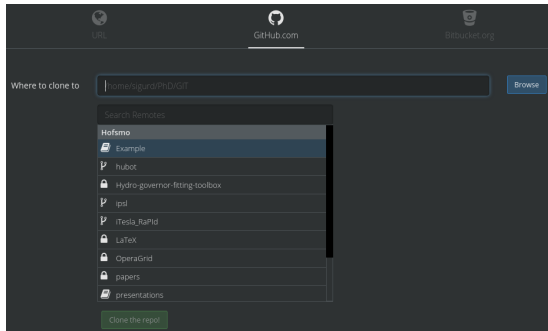 URL
GitHub.com
Bitbucket.org
Where to clone to
/home/sigurd/PhD/GIT
Browse
Search Remotes
Hofsmo
Example
hubot
Hydro-governor-fitting-toolbox
ipsl
iTesla_RaPId
LaTeX
OperaGrid
papers
presentations
Clone the repo!